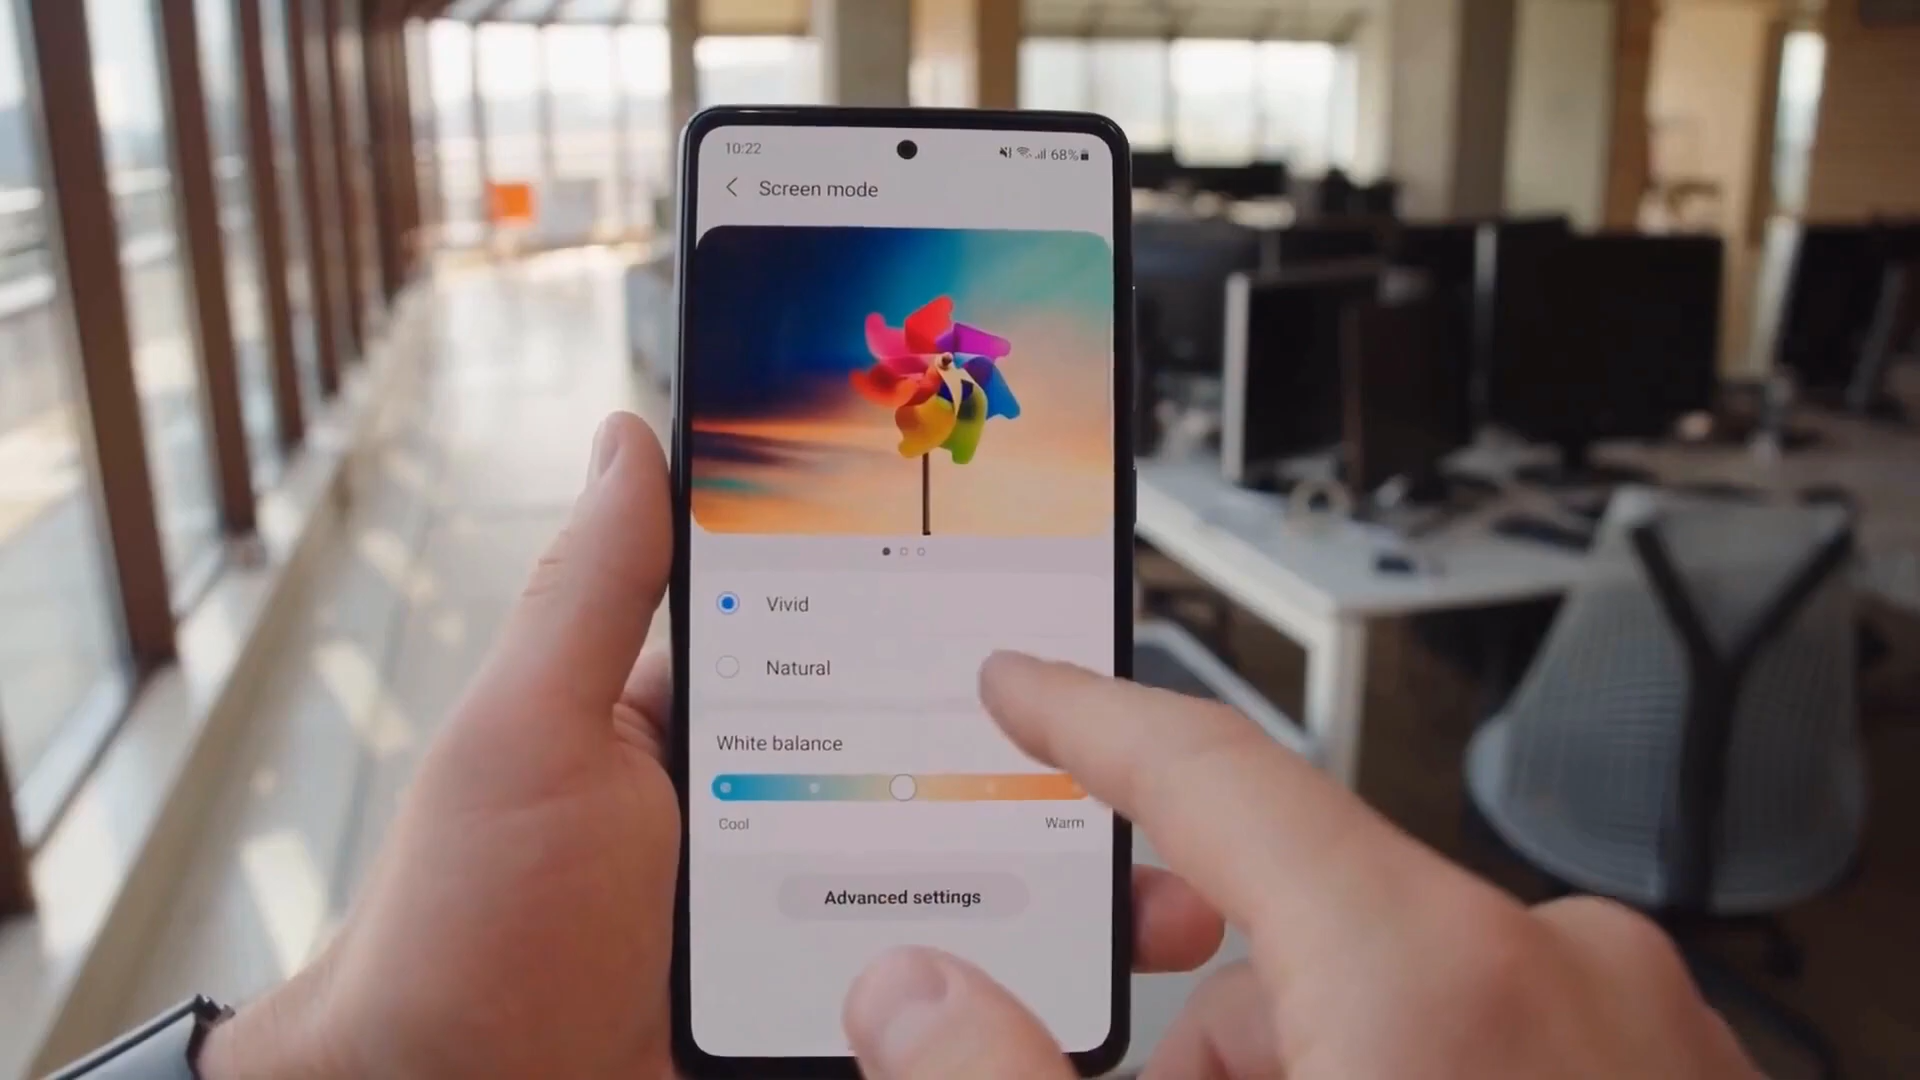 10:22
68%
Screen mode
Vivid
Natural
White balance
Cool
Warm
Advanced settings